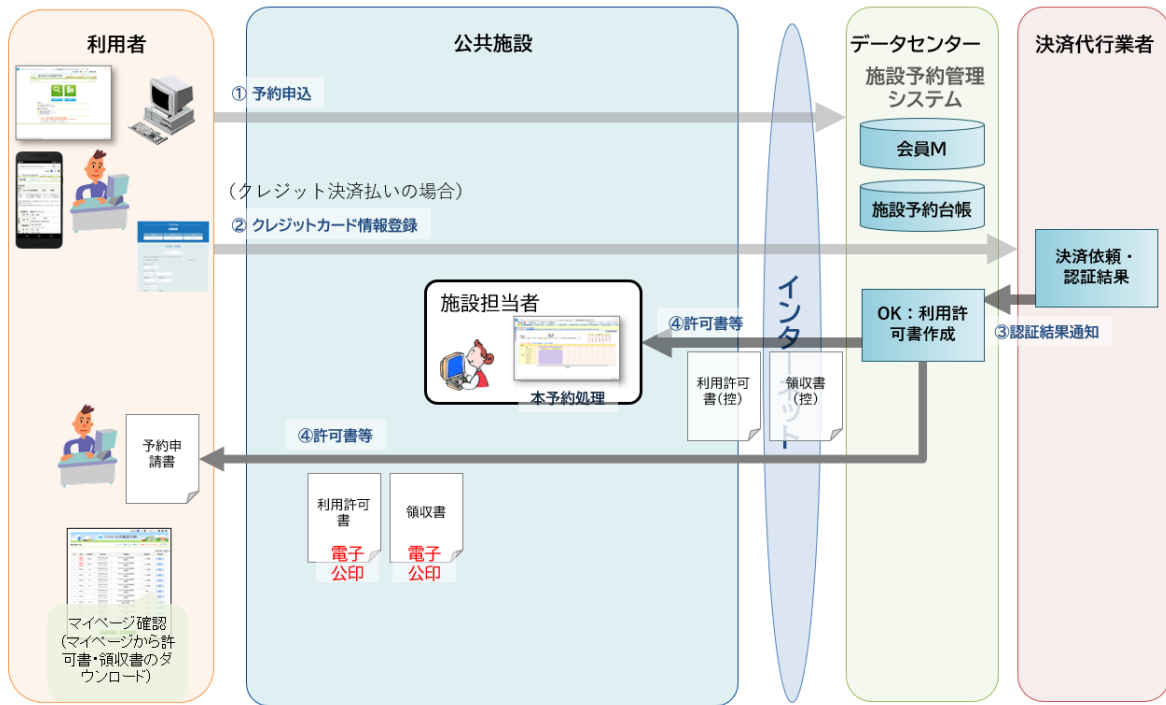 利用者
公共施設
データセンター
決済代行業者
施設予約管理
システム
① 予約申込
会員M
（クレジット決済払いの場合）
施設予約台帳
② クレジットカード情報登録
決済依頼・
認証結果
インターネット
施設担当者
④許可書等
OK：利用許
可書作成
③認証結果通知
本予約処理
利用許可
書(控)
領収書
(控)
④許可書等
予約申
請書
利用許可
書
電子
公印
領収書
電子
公印
マイページ確認
(マイページから許
可書・領収書のダ
ウンロード)